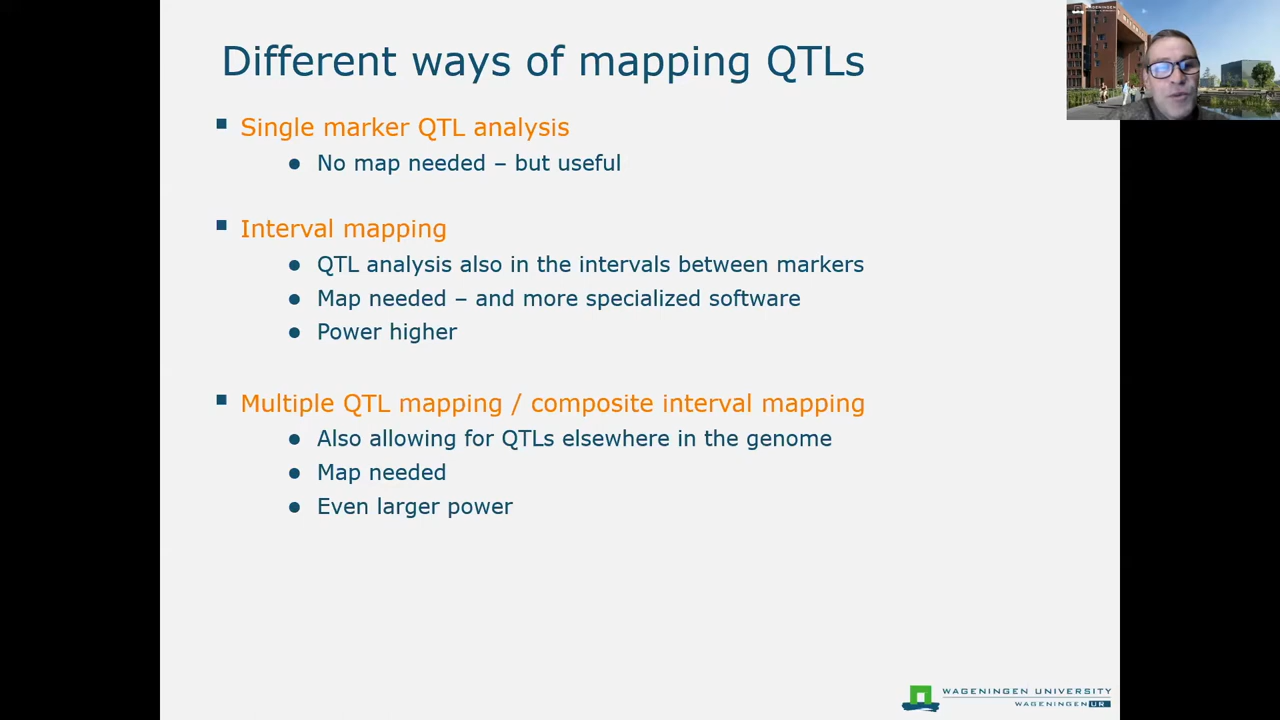 Different ways of mapping QTLs
Single marker QTL analysis
No map needed – but useful
Interval mapping
QTL analysis also in the intervals between markers
Map needed – and more specialized software
Power higher
Multiple QTL mapping / composite interval mapping
Also allowing for QTLs elsewhere in the genome
Map needed
Even larger power
WAGENINGEN UNIVERSITY
WAGENINGEN UR